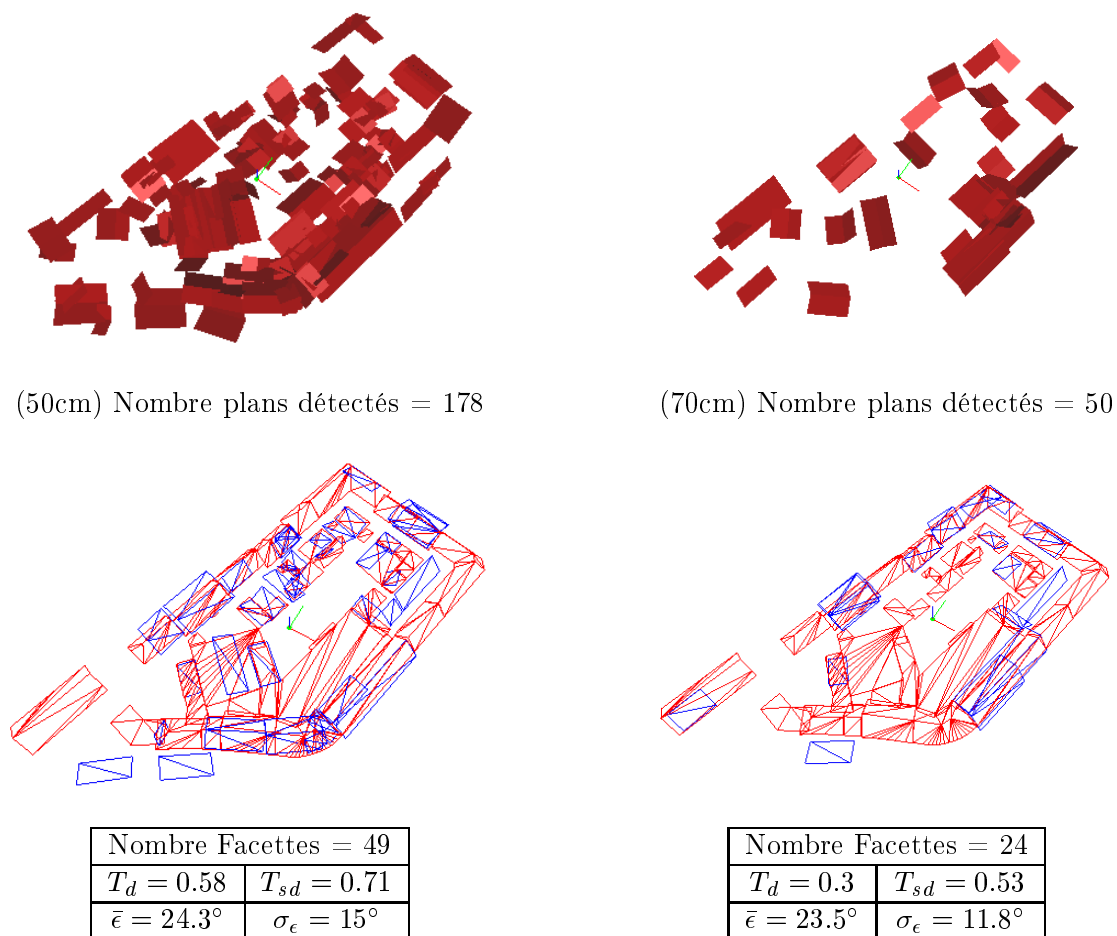 (50cm) Nombre plans détectés = 178
(70cm) Nombre plans détectés = 50
Nombre Facettes = 49
T_d = 0.58 T_sd = 0.71
ϵ̄ = 24.3° σ_ϵ = 15°
Nombre Facettes = 24
T_d = 0.3 T_sd = 0.53
ϵ̄ = 23.5° σ_ϵ = 11.8°